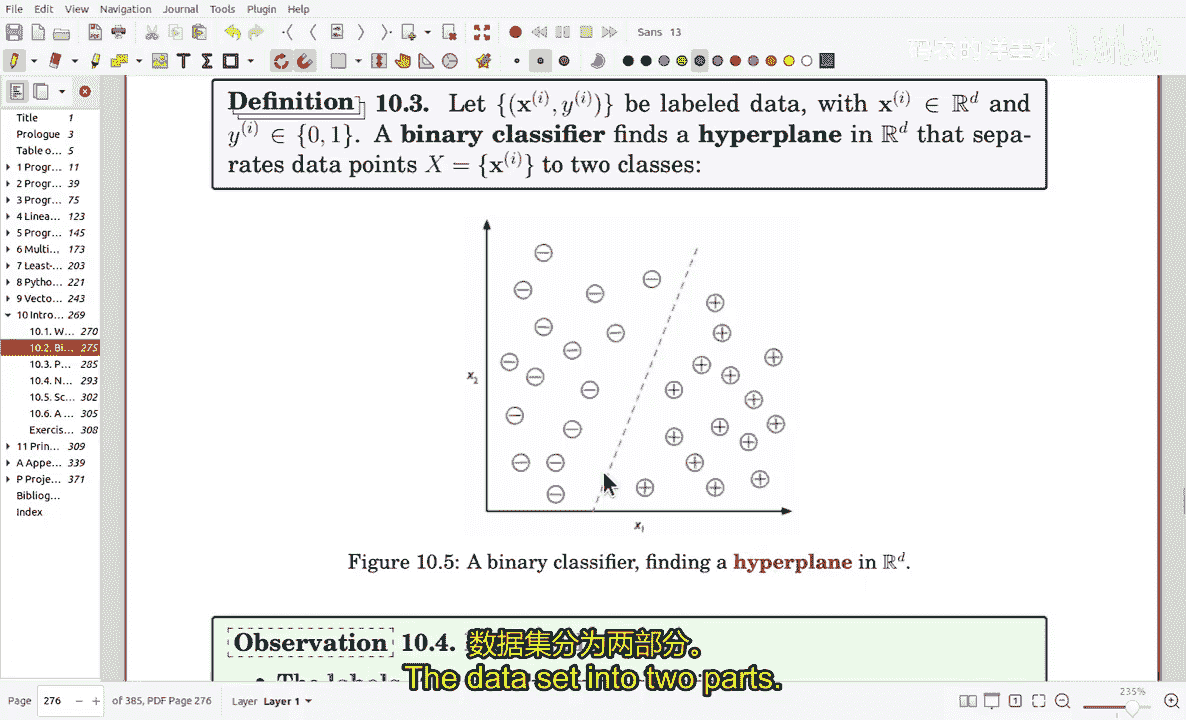 File Edit View Navigation Journal Tools Plugin Help
Sans 13
Title 1
Prologue 3
Table o... 5
1 Progr... 11
2 Progr... 39
3 Progr... 75
4 Linea... 123
5 Progr... 145
6 Multi... 173
7 Least-... 203
8 Pytho... 221
9 Vecto... 243
10 Intro... 269
10.1. W... 270
10.2. Bi... 275
10.3. P... 285
10.4. N... 293
10.5. Sc... 302
10.6. A ... 305
Exercis... 308
11 Prin... 309
A Appe... 339
P Proje... 371
Bibliog...
Index
Definition 10.3. Let {(x^(i), y^(i))} be labeled data, with x^(i) ∈ ℝ^d and
y^(i) ∈ {0, 1}. A binary classifier finds a hyperplane in ℝ^d that sepa-
rates data points X = {x^(i)} to two classes:
x₂
x₁
Figure 10.5: A binary classifier, finding a hyperplane in ℝ^d.
Observation 10.4.
数据集分为两部分。
The data set into two parts.
Page 276 of 385, PDF Page 276 Layer Layer 1
235%